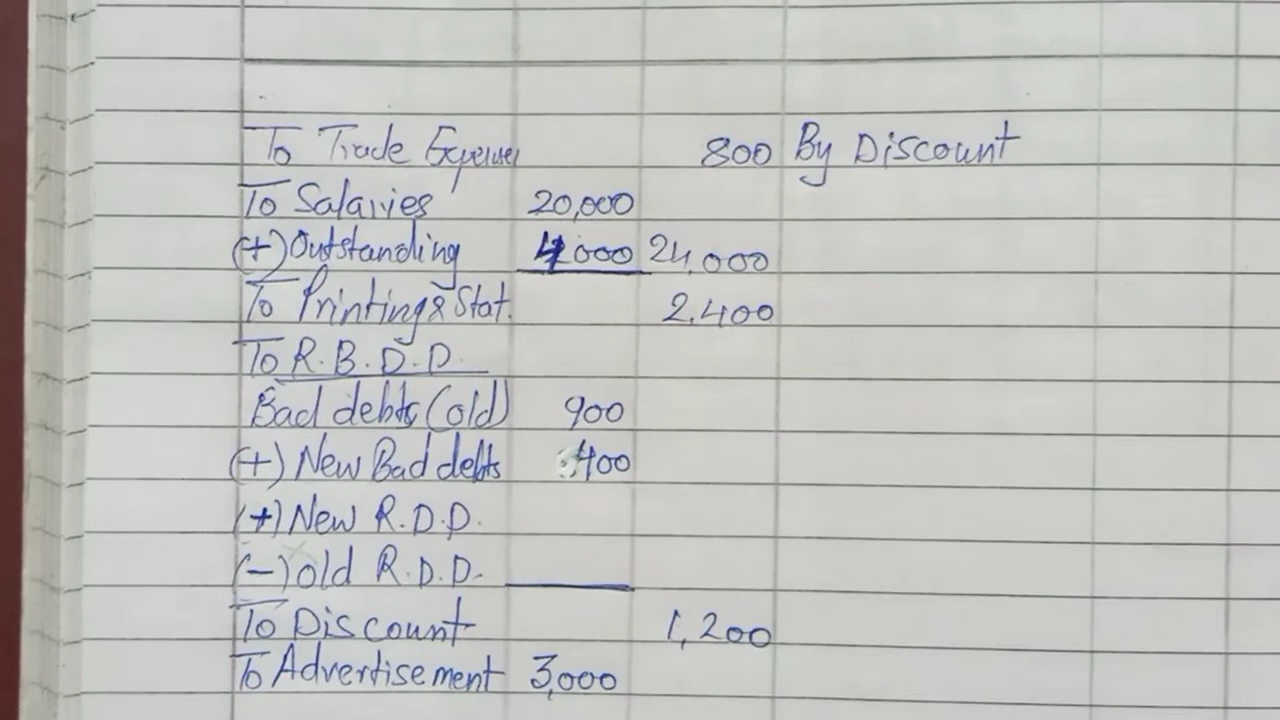 To Trade Expenses 800 By Discount
To Salaries 20,000
(+) Outstanding 4000 24,000
To Printing & Stat. 2,400
To R.B.D.D.
Bad debts (old) 900
(+) New Bad debts 400
(+) New R.D.D.
(-) old R.D.D.
To Discount 1,200
To Advertisement 3,000